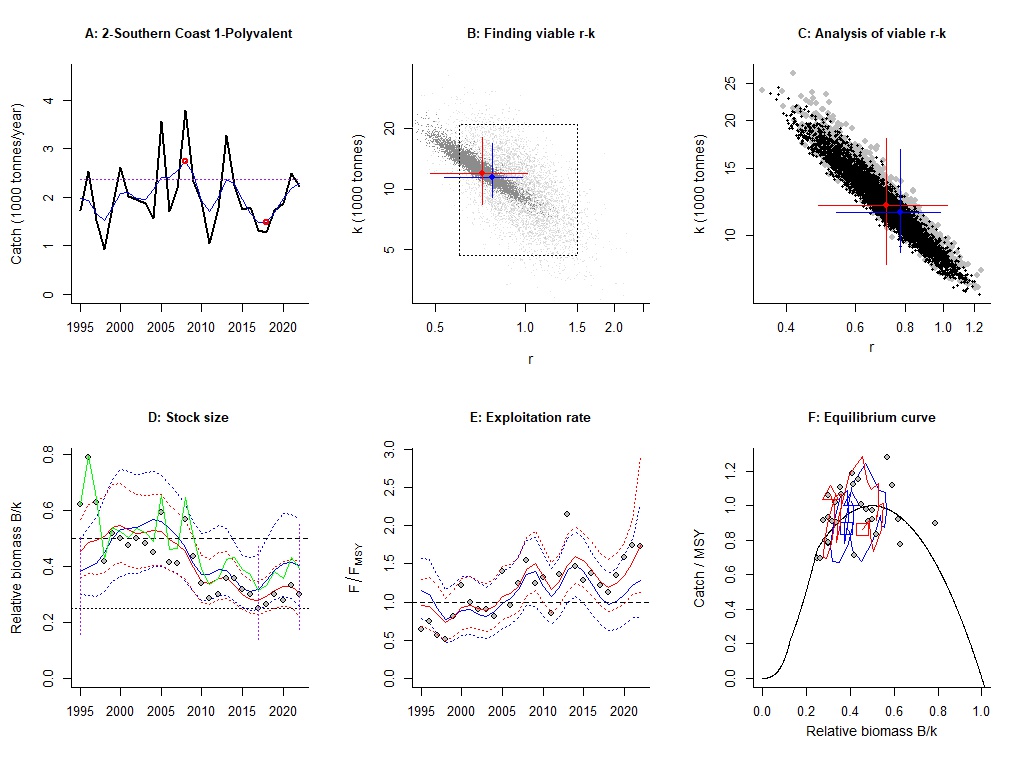 A: 2-Southern Coast 1-Polyvalent
Catch (1000 tonnes/year)
4
3
2
1
0
1995 2000 2005 2010 2015 2020
B: Finding viable r-k
k (1000 tonnes)
20
10
5
0.5 1.0 1.5 2.0
r
C: Analysis of viable r-k
k (1000 tonnes)
25
20
15
10
0.4 0.6 0.8 1.0 1.2
r
D: Stock size
Relative biomass B/k
0.8
0.6
0.4
0.2
0.0
1995 2000 2005 2010 2015 2020
E: Exploitation rate
F / FMSY
3.0
2.5
2.0
1.5
1.0
0.5
0.0
1995 2000 2005 2010 2015 2020
F: Equilibrium curve
Catch / MSY
1.2
1.0
0.8
0.6
0.4
0.2
0.0
0.0 0.2 0.4 0.6 0.8 1.0
Relative biomass B/k